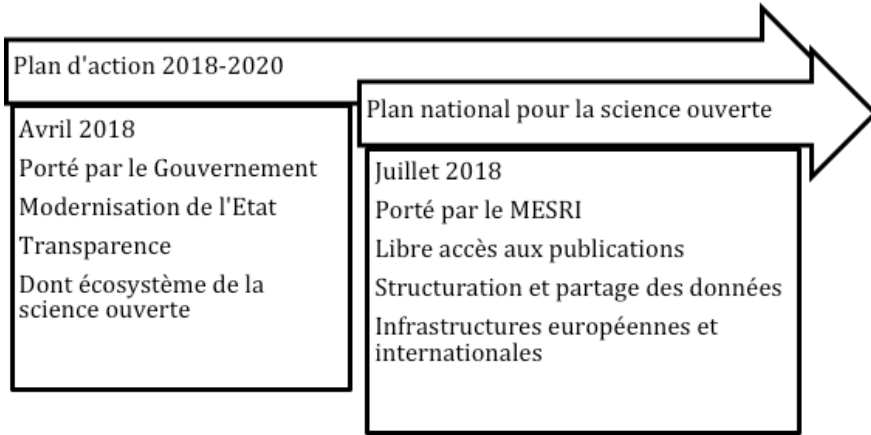 Plan d'action 2018-2020
Avril 2018
Porté par le Gouvernement
Modernisation de l'Etat
Transparence
Dont écosystème de la
science ouverte
Plan national pour la science ouverte
Juillet 2018
Porté par le MESRI
Libre accès aux publications
Structuration et partage des données
Infrastructures européennes et
internationales